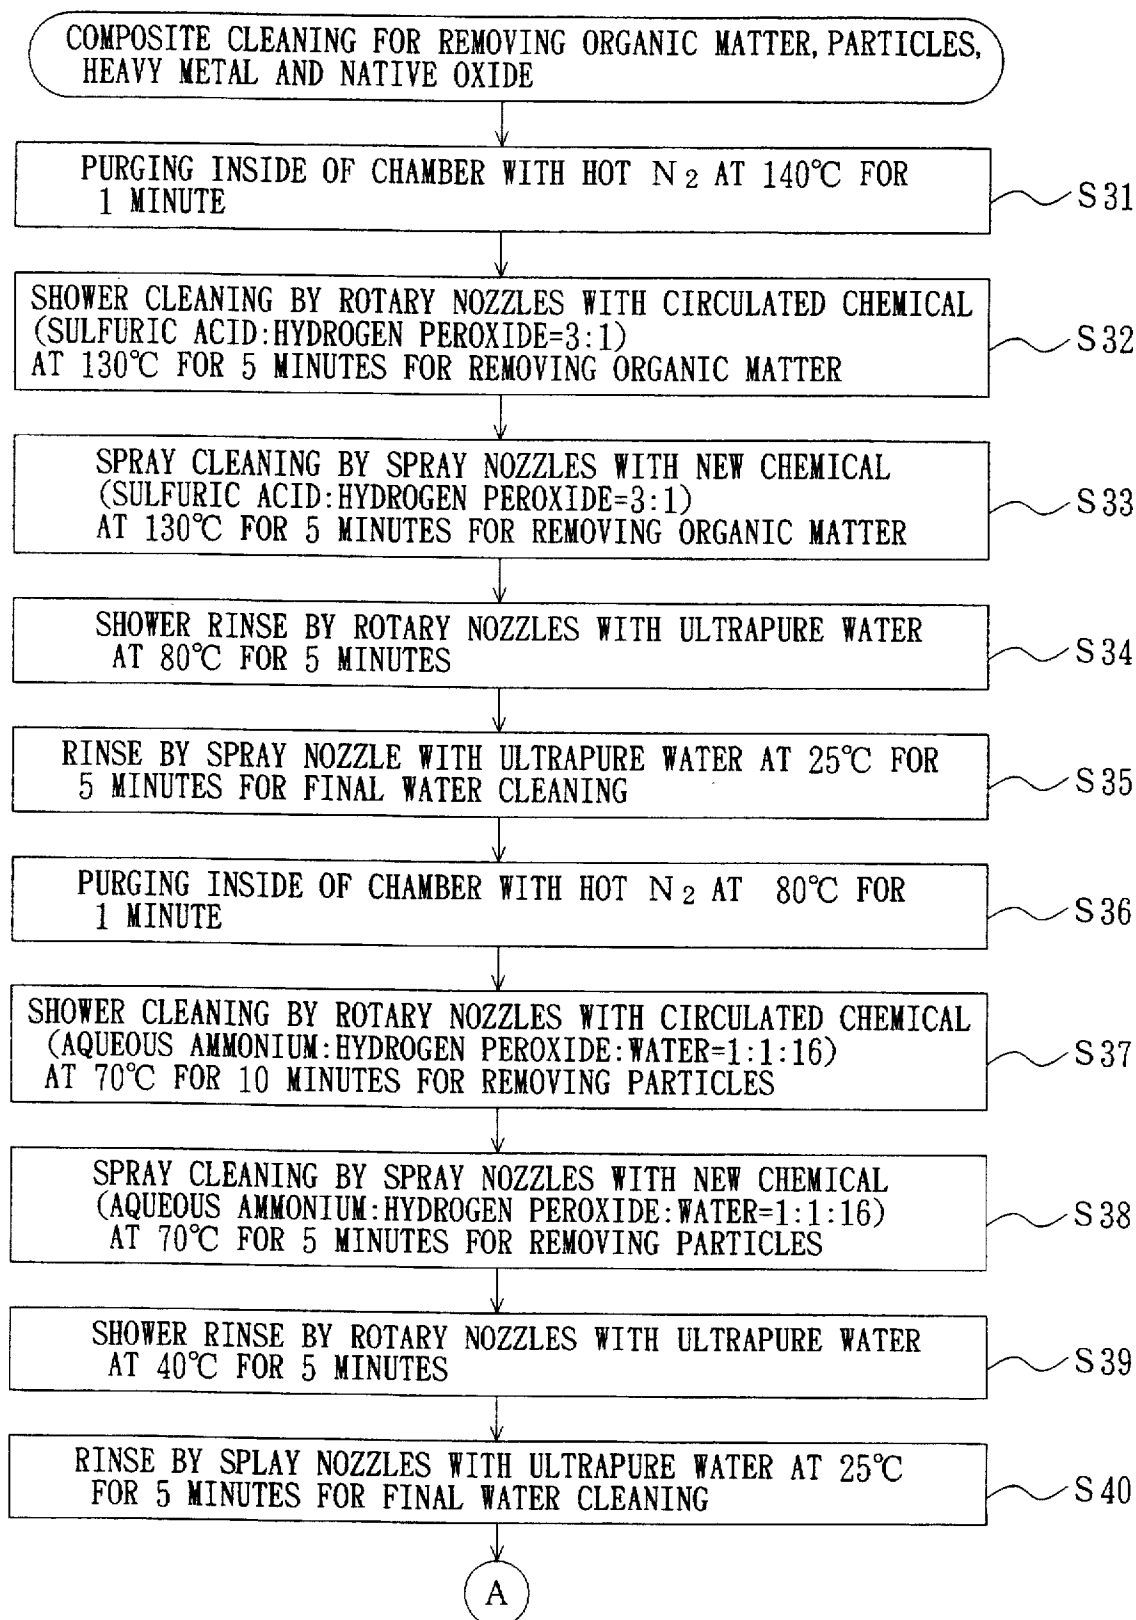 COMPOSITE CLEANING FOR REMOVING ORGANIC MATTER, PARTICLES,
HEAVY METAL AND NATIVE OXIDE
PURGING INSIDE OF CHAMBER WITH HOT N2 AT 140℃ FOR
1 MINUTE
S31
SHOWER CLEANING BY ROTARY NOZZLES WITH CIRCULATED CHEMICAL
(SULFURIC ACID:HYDROGEN PEROXIDE=3:1)
AT 130℃ FOR 5 MINUTES FOR REMOVING ORGANIC MATTER
S32
SPRAY CLEANING BY SPRAY NOZZLES WITH NEW CHEMICAL
(SULFURIC ACID:HYDROGEN PEROXIDE=3:1)
AT 130℃ FOR 5 MINUTES FOR REMOVING ORGANIC MATTER
S33
SHOWER RINSE BY ROTARY NOZZLES WITH ULTRAPURE WATER
AT 80℃ FOR 5 MINUTES
S34
RINSE BY SPRAY NOZZLE WITH ULTRAPURE WATER AT 25℃ FOR
5 MINUTES FOR FINAL WATER CLEANING
S35
PURGING INSIDE OF CHAMBER WITH HOT N2 AT 80℃ FOR
1 MINUTE
S36
SHOWER CLEANING BY ROTARY NOZZLES WITH CIRCULATED CHEMICAL
(AQUEOUS AMMONIUM:HYDROGEN PEROXIDE:WATER=1:1:16)
AT 70℃ FOR 10 MINUTES FOR REMOVING PARTICLES
S37
SPRAY CLEANING BY SPRAY NOZZLES WITH NEW CHEMICAL
(AQUEOUS AMMONIUM:HYDROGEN PEROXIDE:WATER=1:1:16)
AT 70℃ FOR 5 MINUTES FOR REMOVING PARTICLES
S38
SHOWER RINSE BY ROTARY NOZZLES WITH ULTRAPURE WATER
AT 40℃ FOR 5 MINUTES
S39
RINSE BY SPLAY NOZZLES WITH ULTRAPURE WATER AT 25℃
FOR 5 MINUTES FOR FINAL WATER CLEANING
S40
A